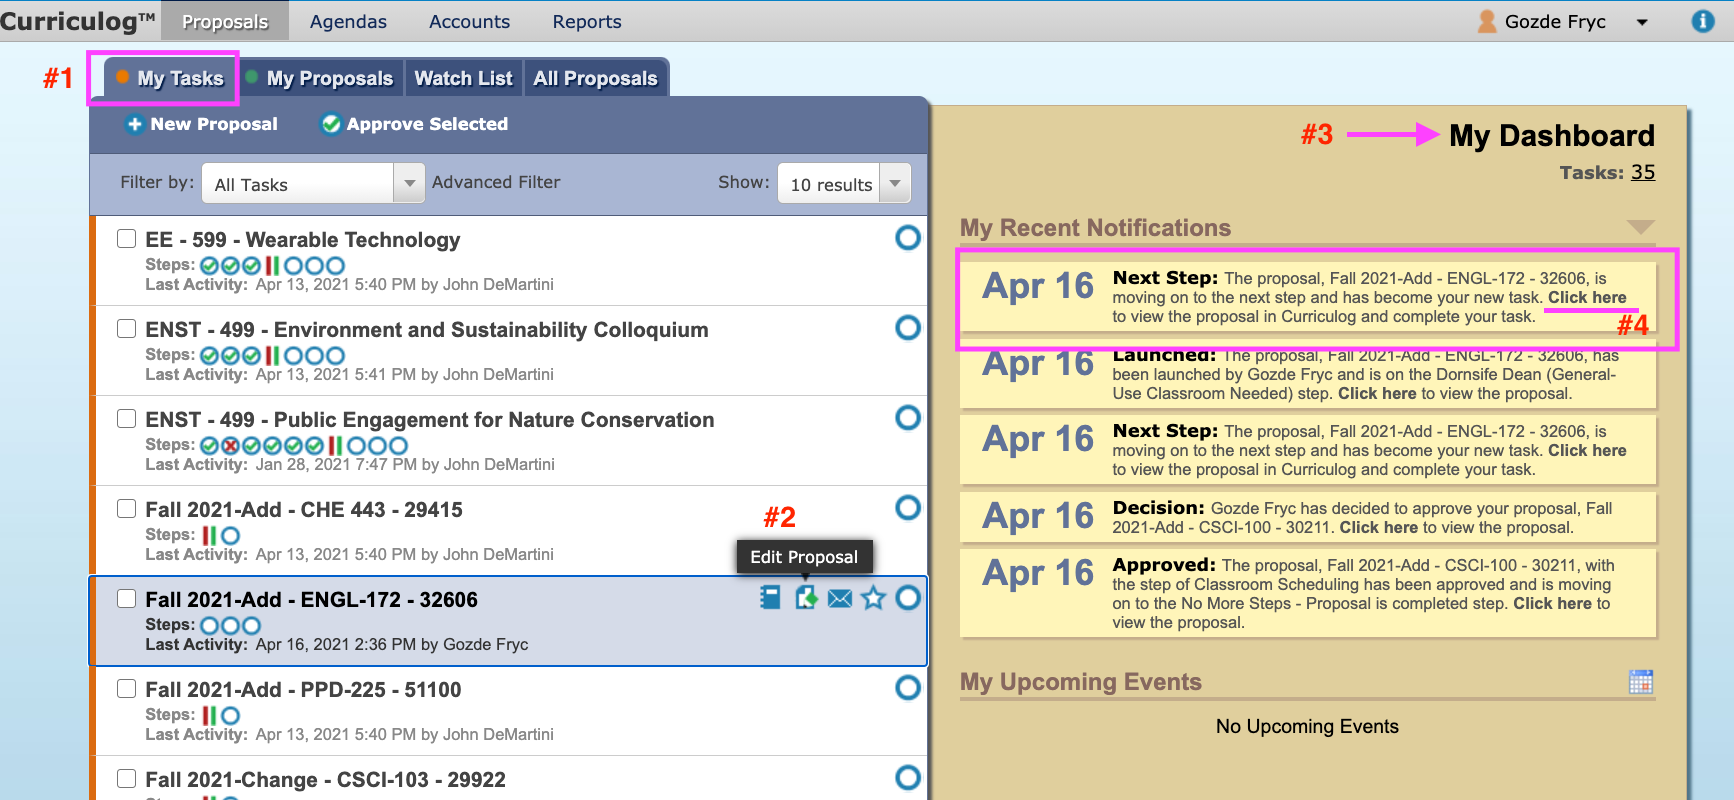 Curriculog™ Proposals Agendas Accounts Reports Gozde Fryc
#1 My Tasks My Proposals Watch List All Proposals
New Proposal Approve Selected
Filter by: All Tasks Advanced Filter Show: 10 results
EE - 599 - Wearable Technology
Steps:
Last Activity: Apr 13, 2021 5:40 PM by John DeMartini
ENST - 499 - Environment and Sustainability Colloquium
Steps:
Last Activity: Apr 13, 2021 5:41 PM by John DeMartini
ENST - 499 - Public Engagement for Nature Conservation
Steps:
Last Activity: Jan 28, 2021 7:47 PM by John DeMartini
Fall 2021-Add - CHE 443 - 29415
Steps:
Last Activity: Apr 13, 2021 5:40 PM by John DeMartini
#2
Edit Proposal
Fall 2021-Add - ENGL-172 - 32606
Steps:
Last Activity: Apr 16, 2021 2:36 PM by Gozde Fryc
Fall 2021-Add - PPD-225 - 51100
Steps:
Last Activity: Apr 13, 2021 5:40 PM by John DeMartini
Fall 2021-Change - CSCI-103 - 29922
#3 My Dashboard
Tasks: 35
My Recent Notifications
Apr 16 Next Step: The proposal, Fall 2021-Add - ENGL-172 - 32606, is
moving on to the next step and has become your new task. Click here
to view the proposal in Curriculog and complete your task.
#4
Apr 16 Launched: The proposal, Fall 2021-Add - ENGL-172 - 32606, has
been launched by Gozde Fryc and is on the Dornsife Dean (General-
Use Classroom Needed) step. Click here to view the proposal.
Apr 16 Next Step: The proposal, Fall 2021-Add - ENGL-172 - 32606, is
moving on to the next step and has become your new task. Click here
to view the proposal in Curriculog and complete your task.
Apr 16 Decision: Gozde Fryc has decided to approve your proposal, Fall
2021-Add - CSCI-100 - 30211. Click here to view the proposal.
Apr 16 Approved: The proposal, Fall 2021-Add - CSCI-100 - 30211, with
the step of Classroom Scheduling has been approved and is moving
on to the No More Steps - Proposal is completed step. Click here to
view the proposal.
My Upcoming Events
No Upcoming Events